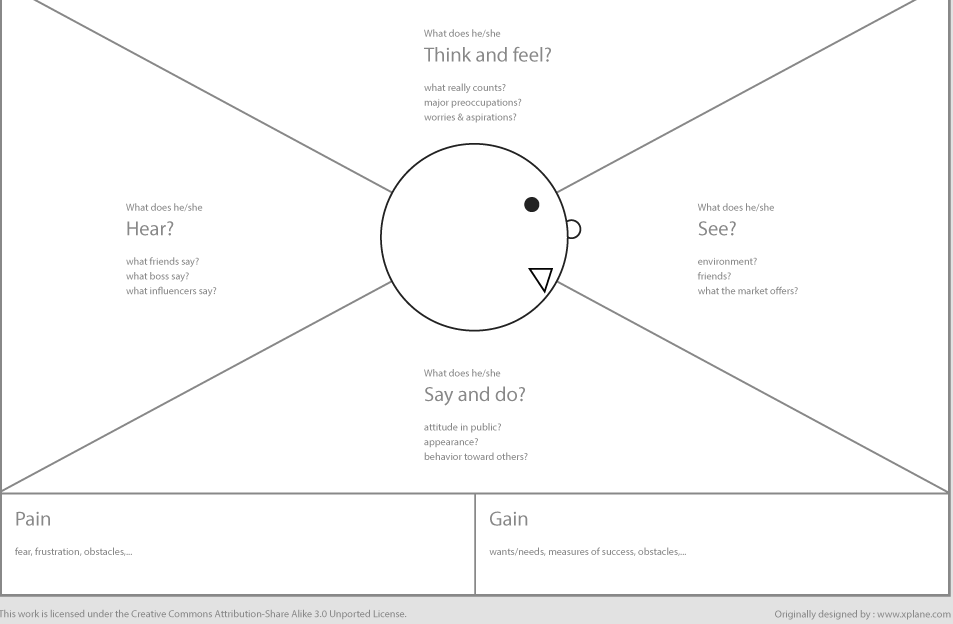 What does he/she
Think and feel?
what really counts?
major preoccupations?
worries & aspirations?
What does he/she
Hear?
what friends say?
what boss say?
what influencers say?
What does he/she
See?
environment?
friends?
what the market offers?
What does he/she
Say and do?
attitude in public?
appearance?
behavior toward others?
Pain
fear, frustration, obstacles,...
Gain
wants/needs, measures of success, obstacles,...
This work is licensed under the Creative Commons Attribution-Share Alike 3.0 Unported License.
Originally designed by : www.xplane.com